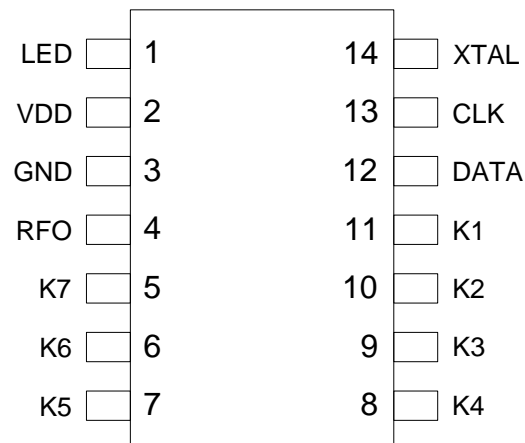 LED 1 14 XTAL
VDD 2 13 CLK
GND 3 12 DATA
RFO 4 11 K1
K7 5 10 K2
K6 6 9 K3
K5 7 8 K4